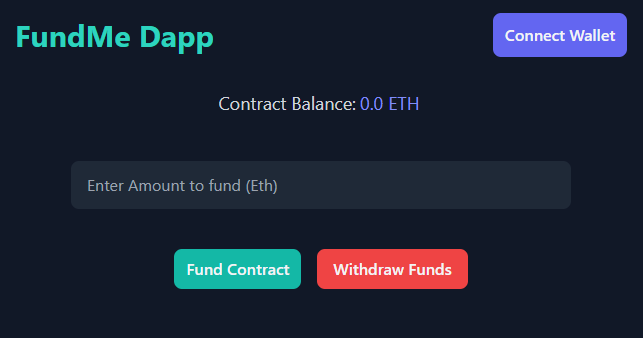 FundMe Dapp
Connect Wallet
Contract Balance: 0.0 ETH
Enter Amount to fund (Eth)
Fund Contract
Withdraw Funds